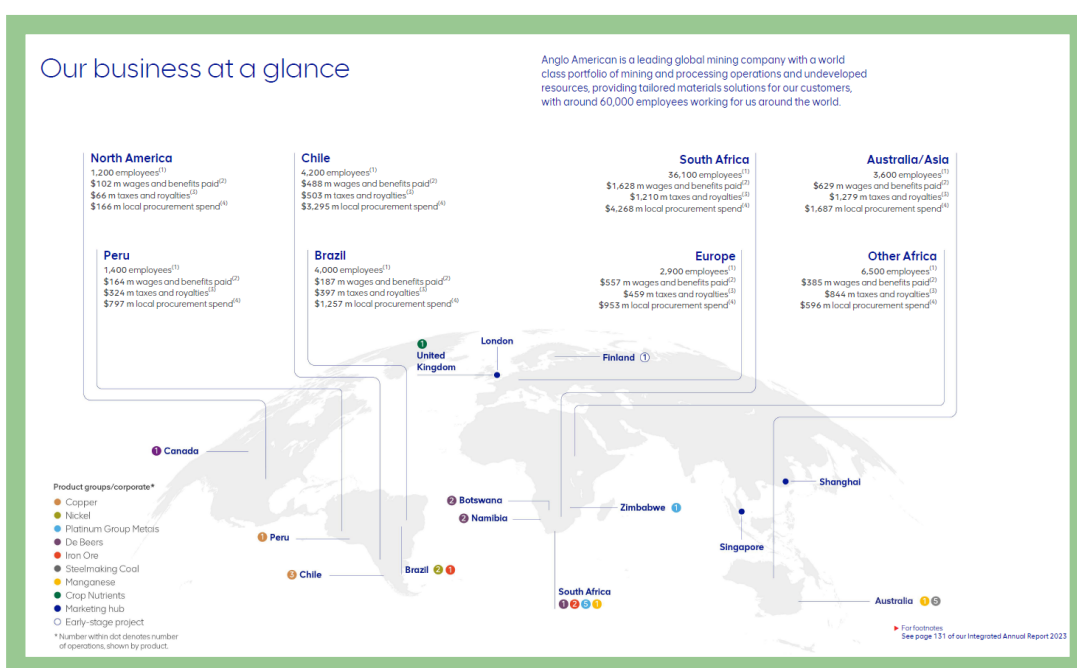 Our business at a glance
Anglo American is a leading global mining company with a world
class portfolio of mining and processing operations and undeveloped
resources, providing tailored materials solutions for our customers,
with around 60,000 employees working for us around the world.
North America
1,200 employees(1)
$102 m wages and benefits paid(2)
$66 m taxes and royalties(3)
$166 m local procurement spend(4)
Chile
4,200 employees(1)
$488 m wages and benefits paid(2)
$503 m taxes and royalties(3)
$3,295 m local procurement spend(4)
South Africa
36,100 employees(1)
$1,628 m wages and benefits paid(2)
$1,210 m taxes and royalties(3)
$4,268 m local procurement spend(4)
Australia/Asia
3,600 employees(1)
$629 m wages and benefits paid(2)
$1,279 m taxes and royalties(3)
$1,687 m local procurement spend(4)
Peru
1,400 employees(1)
$164 m wages and benefits paid(2)
$324 m taxes and royalties(3)
$797 m local procurement spend(4)
Brazil
4,000 employees(1)
$187 m wages and benefits paid(2)
$397 m taxes and royalties(3)
$1,257 m local procurement spend(4)
Europe
2,900 employees(1)
$557 m wages and benefits paid(2)
$459 m taxes and royalties(3)
$953 m local procurement spend(4)
Other Africa
6,500 employees(1)
$385 m wages and benefits paid(2)
$844 m taxes and royalties(3)
$596 m local procurement spend(4)
1
United
Kingdom
London
Finland 1
1 Canada
Shanghai
2 Botswana
2 Namibia
Zimbabwe 1
1 Peru
Singapore
3 Chile
Brazil 2 1
South Africa
1 2 5 1
Australia 1 5
Product groups/corporate*
Copper
Nickel
Platinum Group Metals
De Beers
Iron Ore
Steelmaking Coal
Manganese
Crop Nutrients
Marketing hub
Early-stage project
* Number within dot denotes number
of operations, shown by product.
For footnotes
See page 131 of our Integrated Annual Report 2023